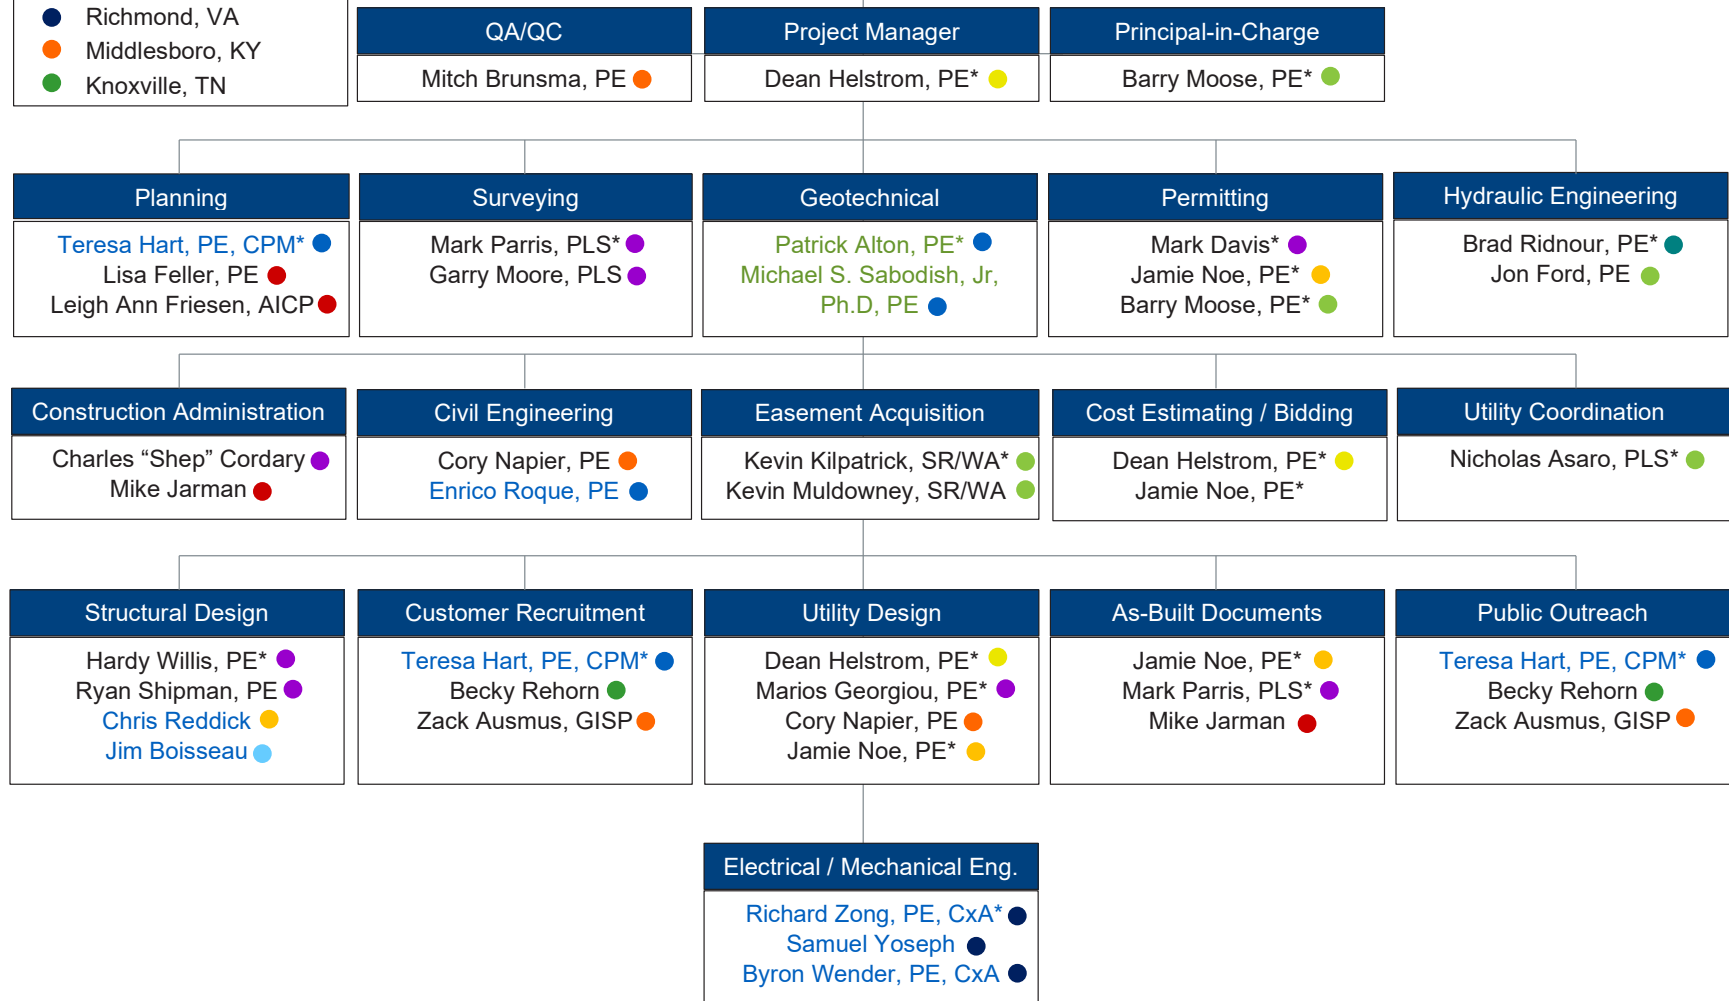 Richmond, VA
Middlesboro, KY
Knoxville, TN
QA/QC
Mitch Brunsma, PE
Project Manager
Dean Helstrom, PE*
Principal-in-Charge
Barry Moose, PE*
Planning
Teresa Hart, PE, CPM*
Lisa Feller, PE
Leigh Ann Friesen, AICP
Surveying
Mark Parris, PLS*
Garry Moore, PLS
Geotechnical
Patrick Alton, PE*
Michael S. Sabodish, Jr,
Ph.D, PE
Permitting
Mark Davis*
Jamie Noe, PE*
Barry Moose, PE*
Hydraulic Engineering
Brad Ridnour, PE*
Jon Ford, PE
Construction Administration
Charles “Shep” Cordary
Mike Jarman
Civil Engineering
Cory Napier, PE
Enrico Roque, PE
Easement Acquisition
Kevin Kilpatrick, SR/WA*
Kevin Muldowney, SR/WA
Cost Estimating / Bidding
Dean Helstrom, PE*
Jamie Noe, PE*
Utility Coordination
Nicholas Asaro, PLS*
Structural Design
Hardy Willis, PE*
Ryan Shipman, PE
Chris Reddick
Jim Boisseau
Customer Recruitment
Teresa Hart, PE, CPM*
Becky Rehorn
Zack Ausmus, GISP
Utility Design
Dean Helstrom, PE*
Marios Georgiou, PE*
Cory Napier, PE
Jamie Noe, PE*
As-Built Documents
Jamie Noe, PE*
Mark Parris, PLS*
Mike Jarman
Public Outreach
Teresa Hart, PE, CPM*
Becky Rehorn
Zack Ausmus, GISP
Electrical / Mechanical Eng.
Richard Zong, PE, CxA*
Samuel Yoseph
Byron Wender, PE, CxA